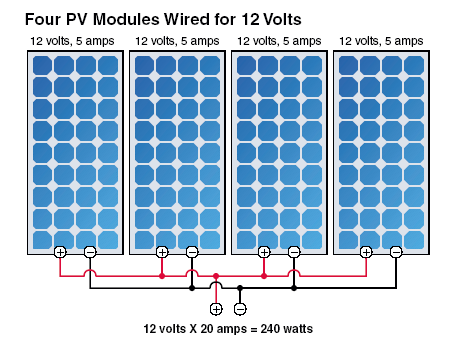 Four PV Modules Wired for 12 Volts
12 volts, 5 amps 12 volts, 5 amps 12 volts, 5 amps 12 volts, 5 amps
+ − + − + − + −
+ −
12 volts X 20 amps = 240 watts